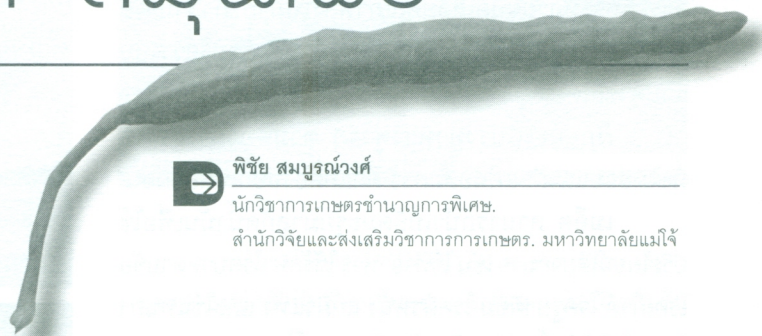 พิชัย สมบูรณ์วงศ์
นักวิชาการเกษตรชำนาญการพิเศษ.
สำนักวิจัยและส่งเสริมวิชาการการเกษตร. มหาวิทยาลัยแม่โจ้